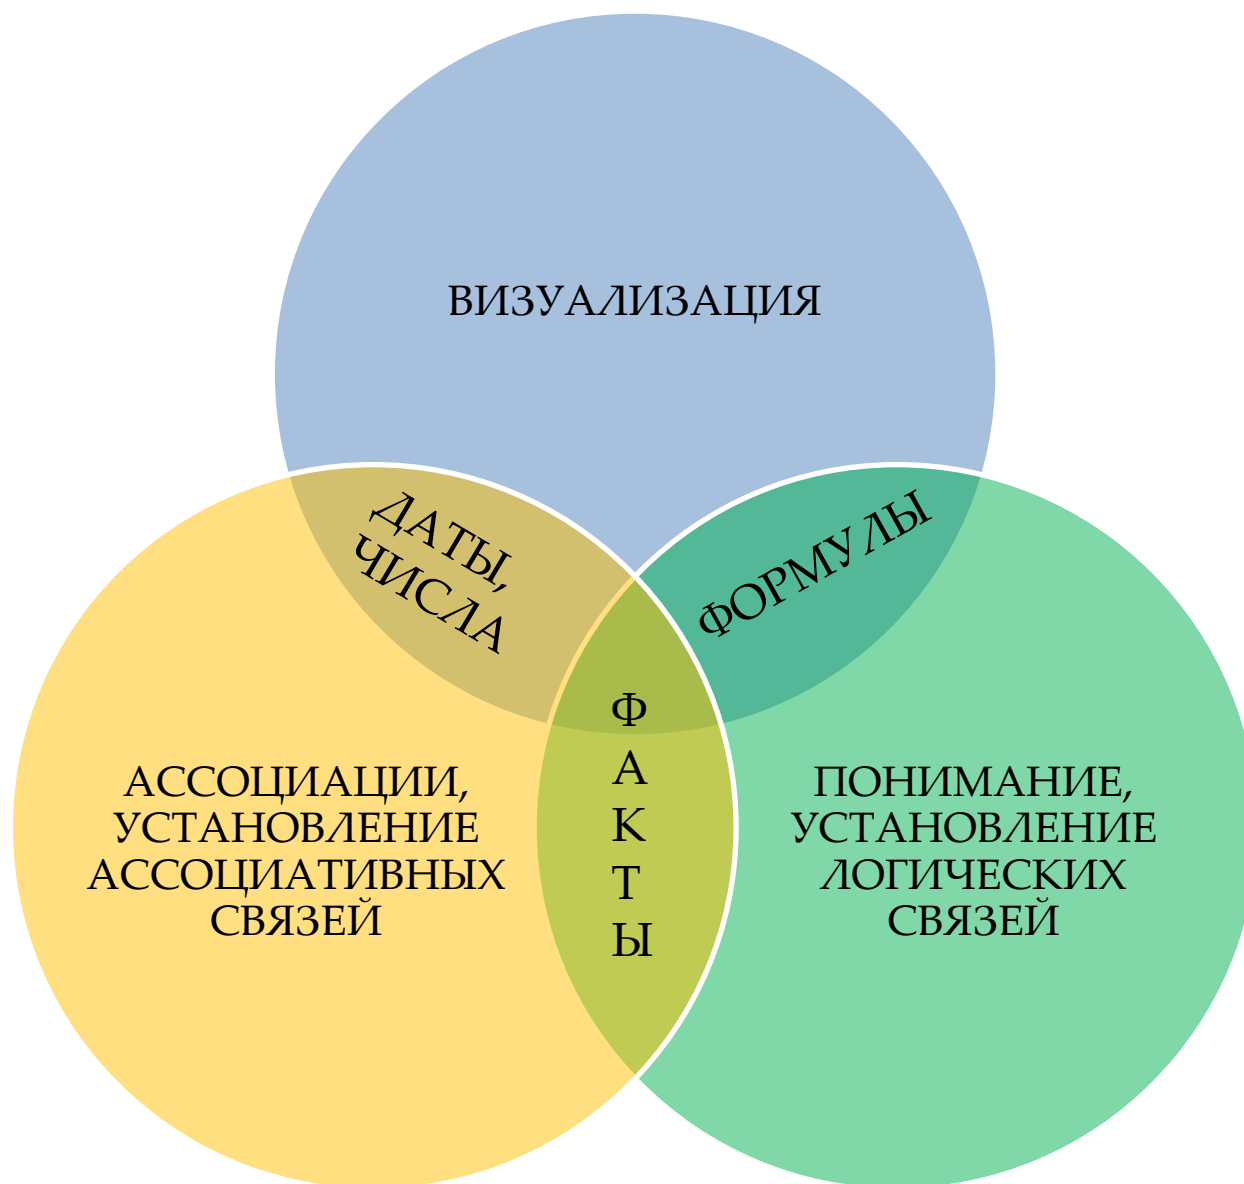 ВИЗУАЛИЗАЦИЯ
ДАТЫ,
ЧИСЛА
ФОРМУЛЫ
Ф
А
К
Т
Ы
АССОЦИАЦИИ,
УСТАНОВЛЕНИЕ
АССОЦИАТИВНЫХ
СВЯЗЕЙ
ПОНИМАНИЕ,
УСТАНОВЛЕНИЕ
ЛОГИЧЕСКИХ
СВЯЗЕЙ